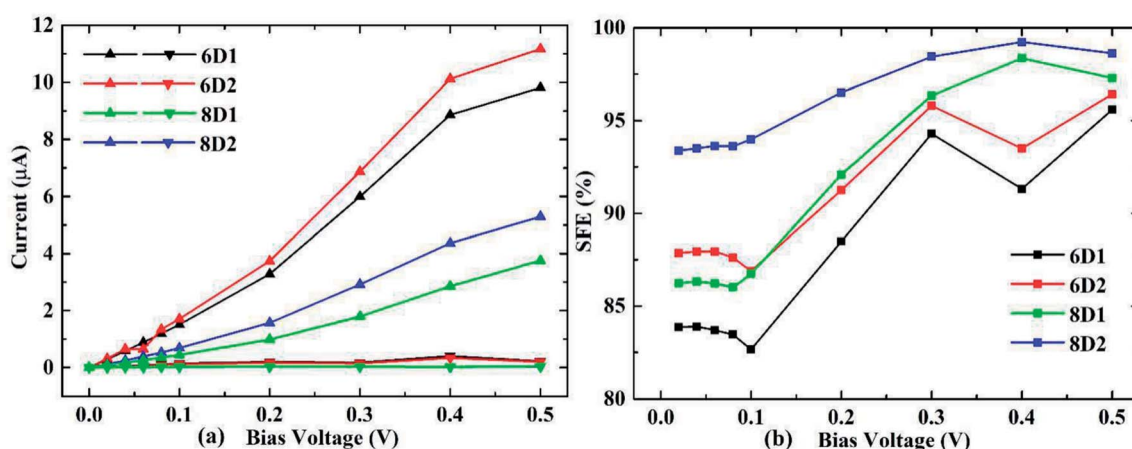 12
10
8
6
4
2
0
Current (μA)
6D1
6D2
8D1
8D2
0.0 0.1 0.2 0.3 0.4 0.5
(a) Bias Voltage (V)
100
95
90
85
80
SFE (%)
6D1
6D2
8D1
8D2
0.0 0.1 0.2 0.3 0.4 0.5
(b) Bias Voltage (V)